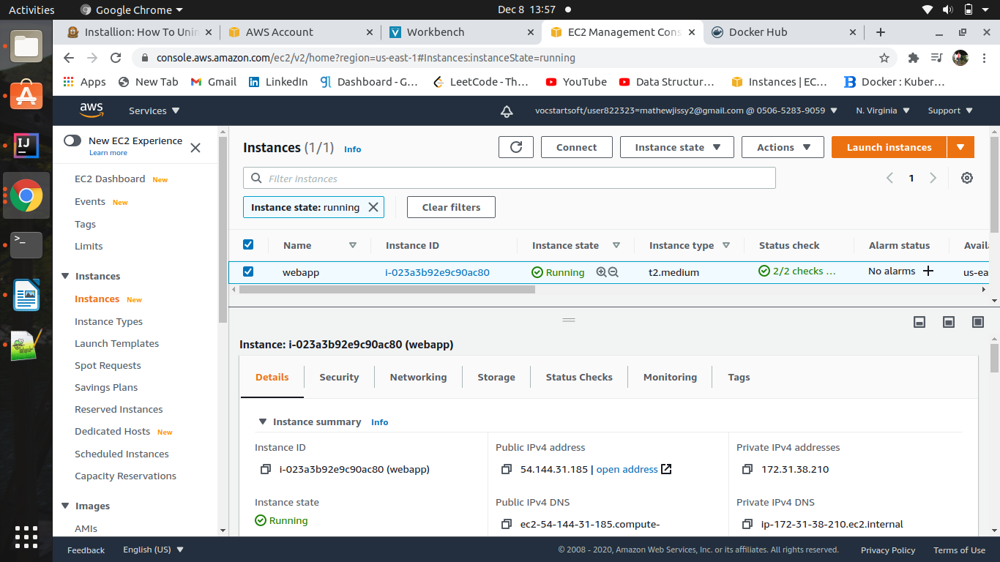 Activities
Google Chrome
Dec 8 13:57
Installion: How To Unin
AWS Account
Workbench
EC2 Management Cons
Docker Hub
console.aws.amazon.com/ec2/v2/home?region=us-east-1#Instances:instanceState=running
Apps
New Tab
Gmail
LinkedIn
Dashboard - G...
LeetCode - Th...
YouTube
Data Structur...
Instances | EC...
Docker : Kuber...
aws
Services
vocstartsoft/user822323=mathewjissy2@gmail.com @ 0506-5283-9059
N. Virginia
Support
New EC2 Experience
Learn more
EC2 Dashboard New
Events New
Tags
Limits
Instances
Instances New
Instance Types
Launch Templates
Spot Requests
Savings Plans
Reserved Instances
Dedicated Hosts New
Scheduled Instances
Capacity Reservations
Images
AMIs
Instances (1/1) Info
Connect
Instance state
Actions
Launch instances
Filter instances
1
Instance state: running
Clear filters
Name
Instance ID
Instance state
Instance type
Status check
Alarm status
Availa
webapp
i-023a3b92e9c90ac80
Running
t2.medium
2/2 checks ...
No alarms
us-ea
Instance: i-023a3b92e9c90ac80 (webapp)
Details
Security
Networking
Storage
Status Checks
Monitoring
Tags
Instance summary Info
Instance ID
i-023a3b92e9c90ac80 (webapp)
Public IPv4 address
54.144.31.185 | open address
Private IPv4 addresses
172.31.38.210
Instance state
Running
Public IPv4 DNS
ec2-54-144-31-185.compute-
Private IPv4 DNS
ip-172-31-38-210.ec2.internal
Feedback
English (US)
© 2008 - 2020, Amazon Web Services, Inc. or its affiliates. All rights reserved.
Privacy Policy
Terms of Use